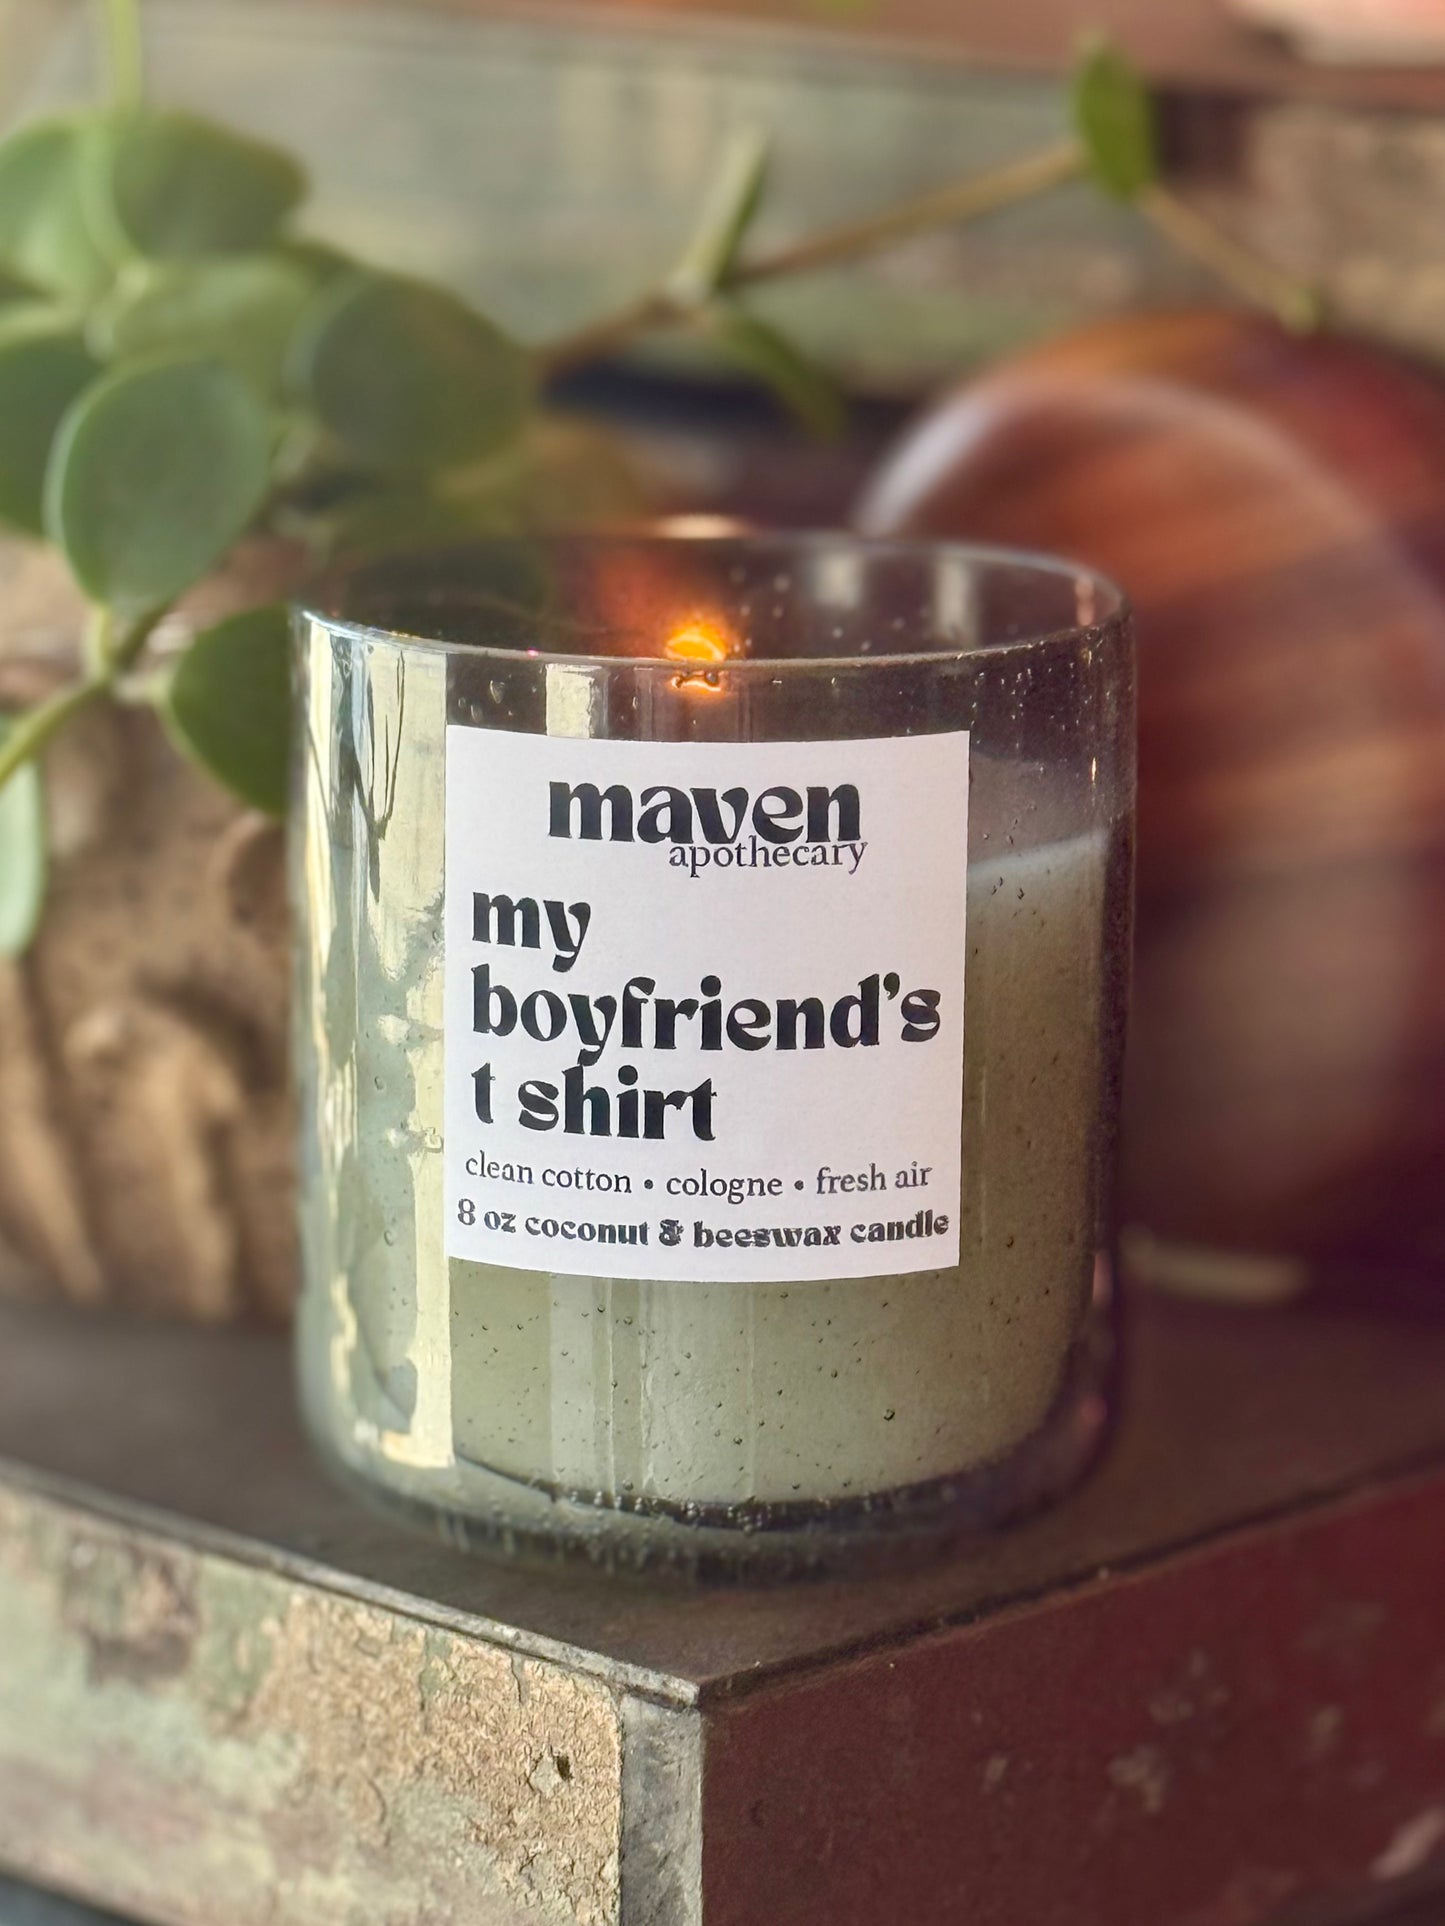 maven
apothecary
my
boyfriend's
t shirt
clean cotton • cologne • fresh air
8 oz coconut & beeswax candle